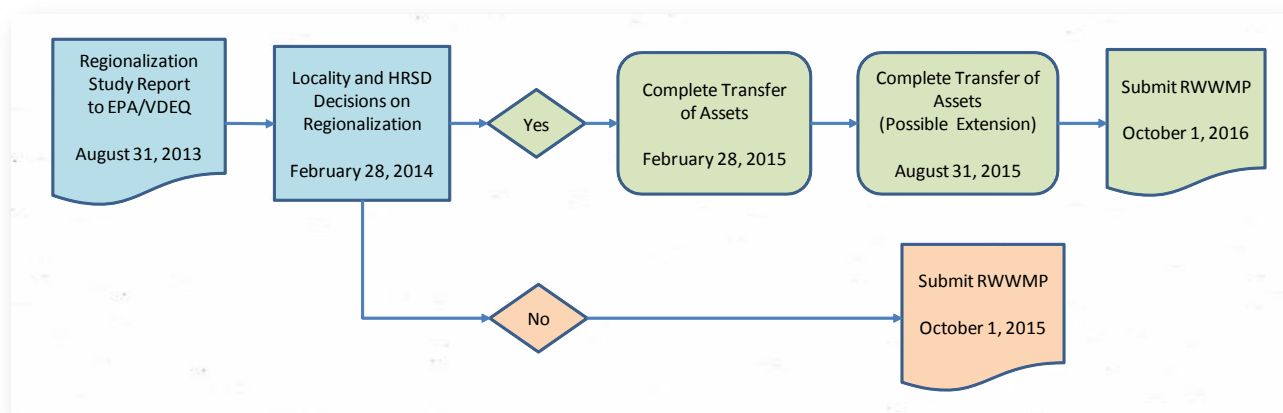 Regionalization
Study Report
to EPA/VDEQ
August 31, 2013
Locality and HRSD
Decisions on
Regionalization
February 28, 2014
Yes
Complete Transfer
of Assets
February 28, 2015
Complete Transfer of
Assets
(Possible Extension)
August 31, 2015
Submit RWWMP
October 1, 2016
No
Submit RWWMP
October 1, 2015